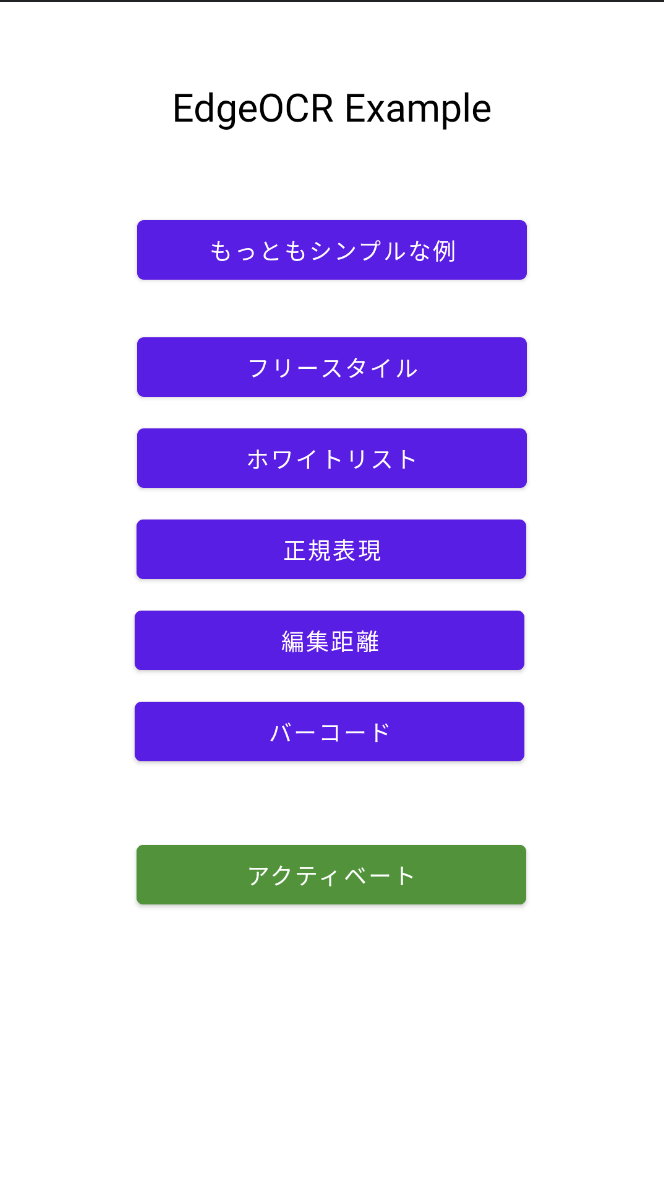 EdgeOCR Example
もっともシンプルな例
フリースタイル
ホワイトリスト
正規表現
編集距離
バーコード
アクティベート